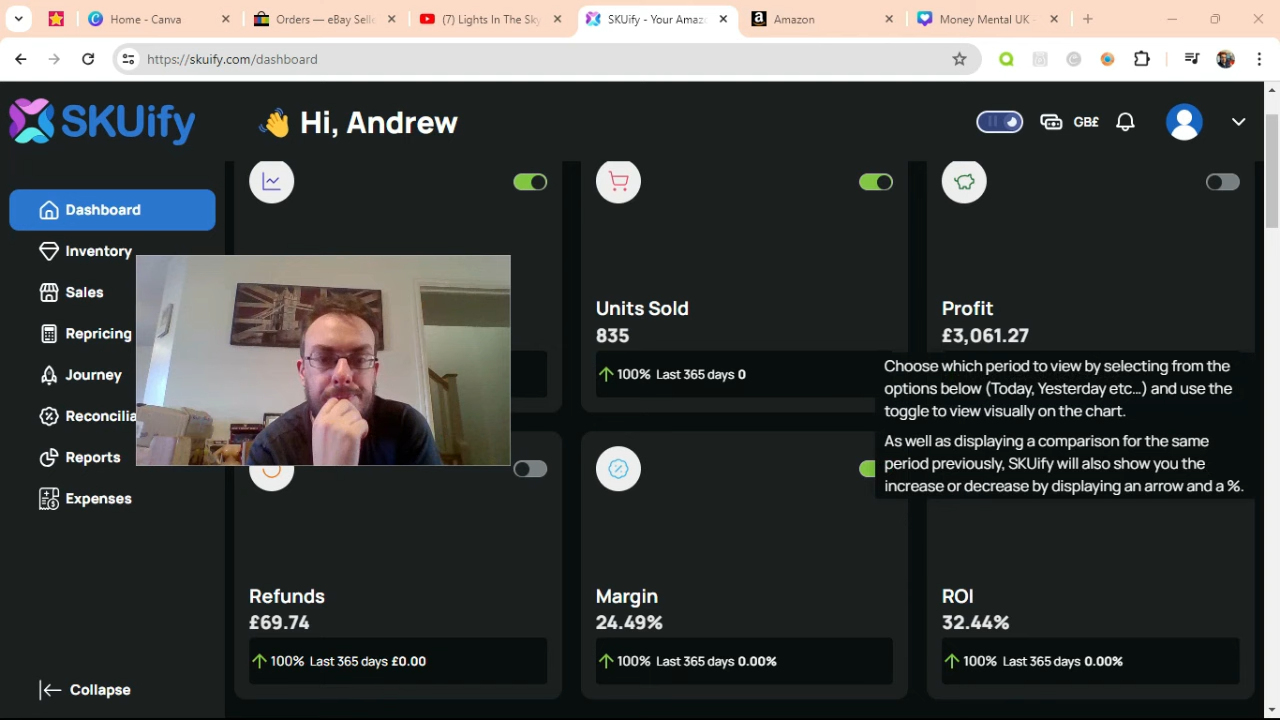 Home - Canva
Orders — eBay Sell
(7) Lights In The Sky
SKUify - Your Amaz
Amazon
Money Mental UK -
https://skuify.com/dashboard
SKUify
Hi, Andrew
GB£
Dashboard
Inventory
Sales
Repricing
Journey
Reconcilia
Reports
Expenses
Collapse
Units Sold
835
100% Last 365 days 0
Profit
£3,061.27
Choose which period to view by selecting from the
options below (Today, Yesterday etc...) and use the
toggle to view visually on the chart.
As well as displaying a comparison for the same
period previously, SKUify will also show you the
increase or decrease by displaying an arrow and a %.
Refunds
£69.74
100% Last 365 days £0.00
Margin
24.49%
100% Last 365 days 0.00%
ROI
32.44%
100% Last 365 days 0.00%